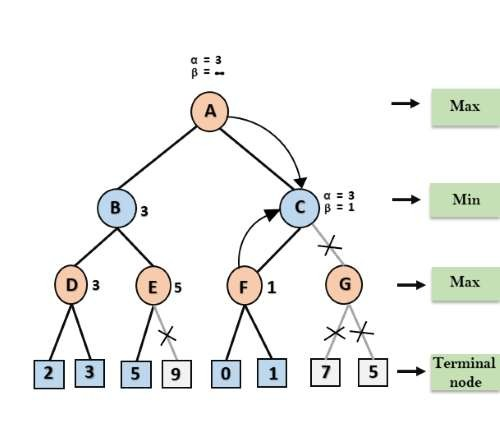 α = 3
β = ∞
A
Max
B
3
C
α = 3
β = 1
Min
D
3
E
5
F
1
G
Max
2
3
5
9
0
1
7
5
Terminal
node